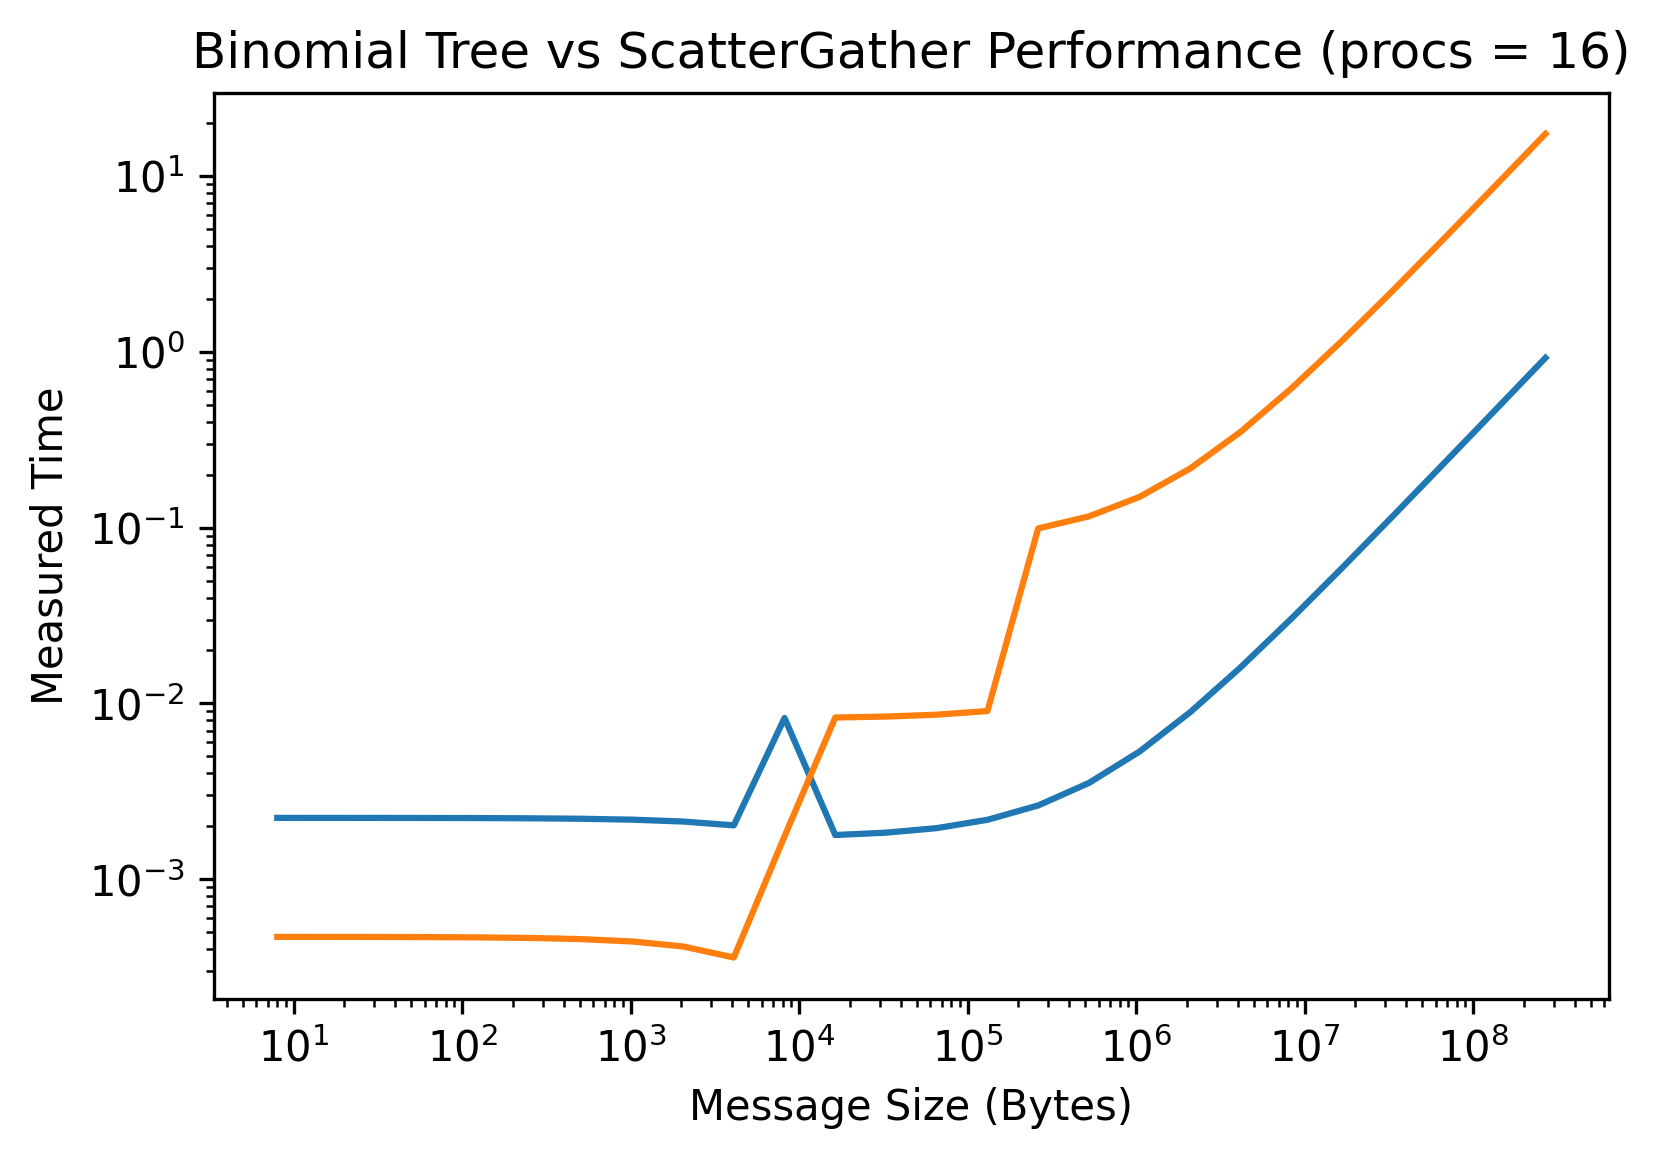 Binomial Tree vs ScatterGather Performance (procs = 16)
Measured Time
10¹
10⁰
10⁻¹
10⁻²
10⁻³
10¹ 10² 10³ 10⁴ 10⁵ 10⁶ 10⁷ 10⁸
Message Size (Bytes)